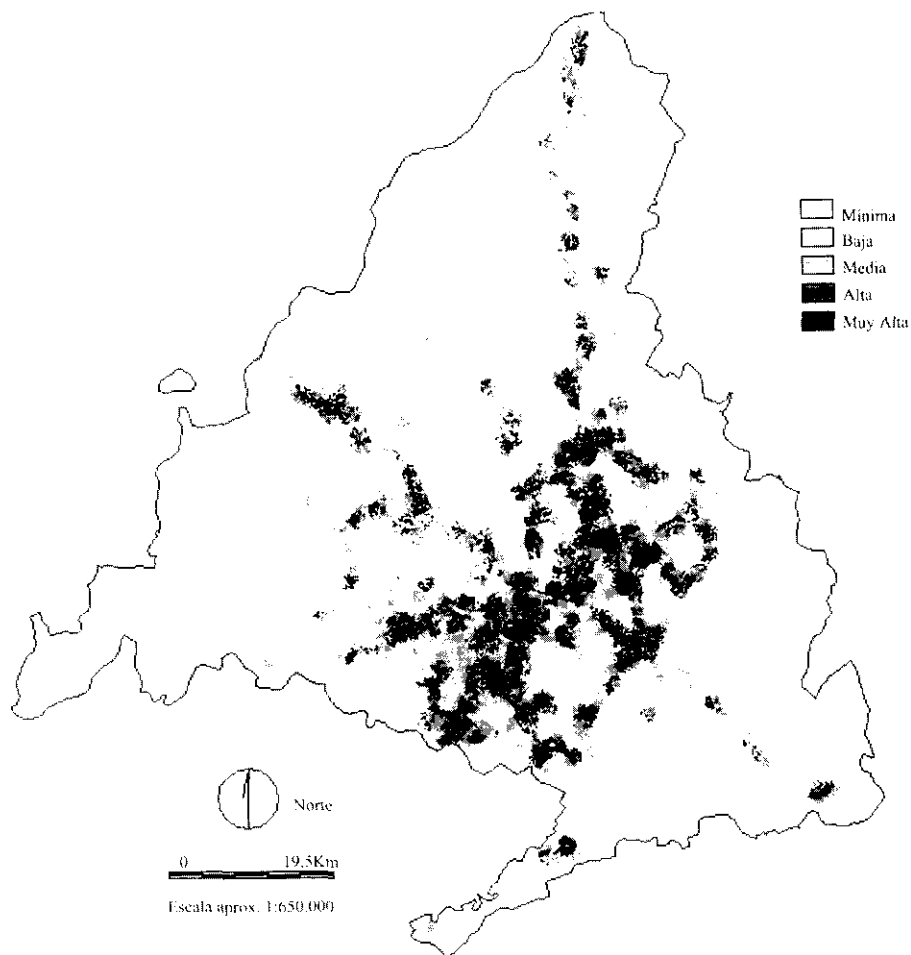 Mínima
Baja
Media
Alta
Muy Alta
Norte
0 19.5Km
Escala aprox. 1:650.000